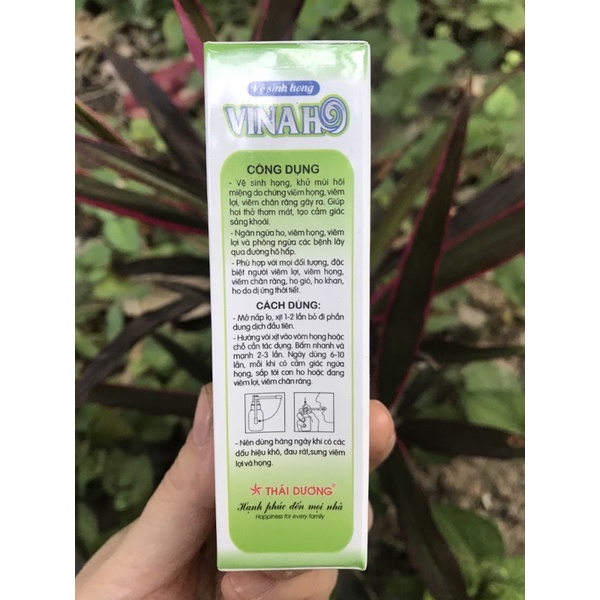 Vệ sinh họng
VINAHO
CÔNG DỤNG
- Vệ sinh họng, khử mùi hôi
miệng do chứng viêm họng, viêm
lợi, viêm chân răng gây ra. Giúp
hơi thở thơm mát, tạo cảm giác
sảng khoái.
- Ngăn ngừa ho, viêm họng, viêm
lợi và phòng ngừa các bệnh lây
qua đường hô hấp.
- Phù hợp với mọi đối tượng, đặc
biệt người viêm lợi, viêm họng,
viêm chân răng, ho gió, ho khan,
ho do dị ứng thời tiết.
CÁCH DÙNG:
- Mở nắp lọ, xịt 1-2 lần bỏ đi phần
dung dịch đầu tiên.
- Hướng vòi xịt vào vòm họng hoặc
chỗ cần tác dụng. Bấm nhanh và
mạnh 2-3 lần. Ngày dùng 6-10
lần, mỗi khi có cảm giác ngứa
họng, sắp tới cơn ho hoặc đang
viêm lợi, viêm chân răng.
- Nên dùng hàng ngày khi có các
dấu hiệu khô, đau rát, sưng viêm
lợi và họng.
THÁI DƯƠNG
Hạnh phúc đến mọi nhà
Happiness for every family